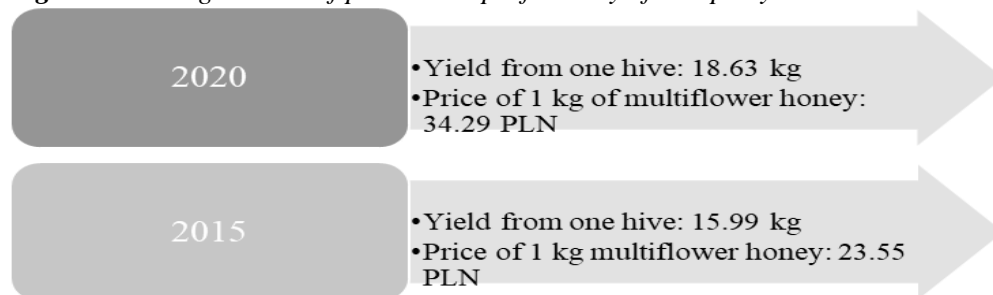 2020
•Yield from one hive: 18.63 kg
•Price of 1 kg of multiflower honey:
34.29 PLN
2015
•Yield from one hive: 15.99 kg
•Price of 1 kg multiflower honey: 23.55
PLN